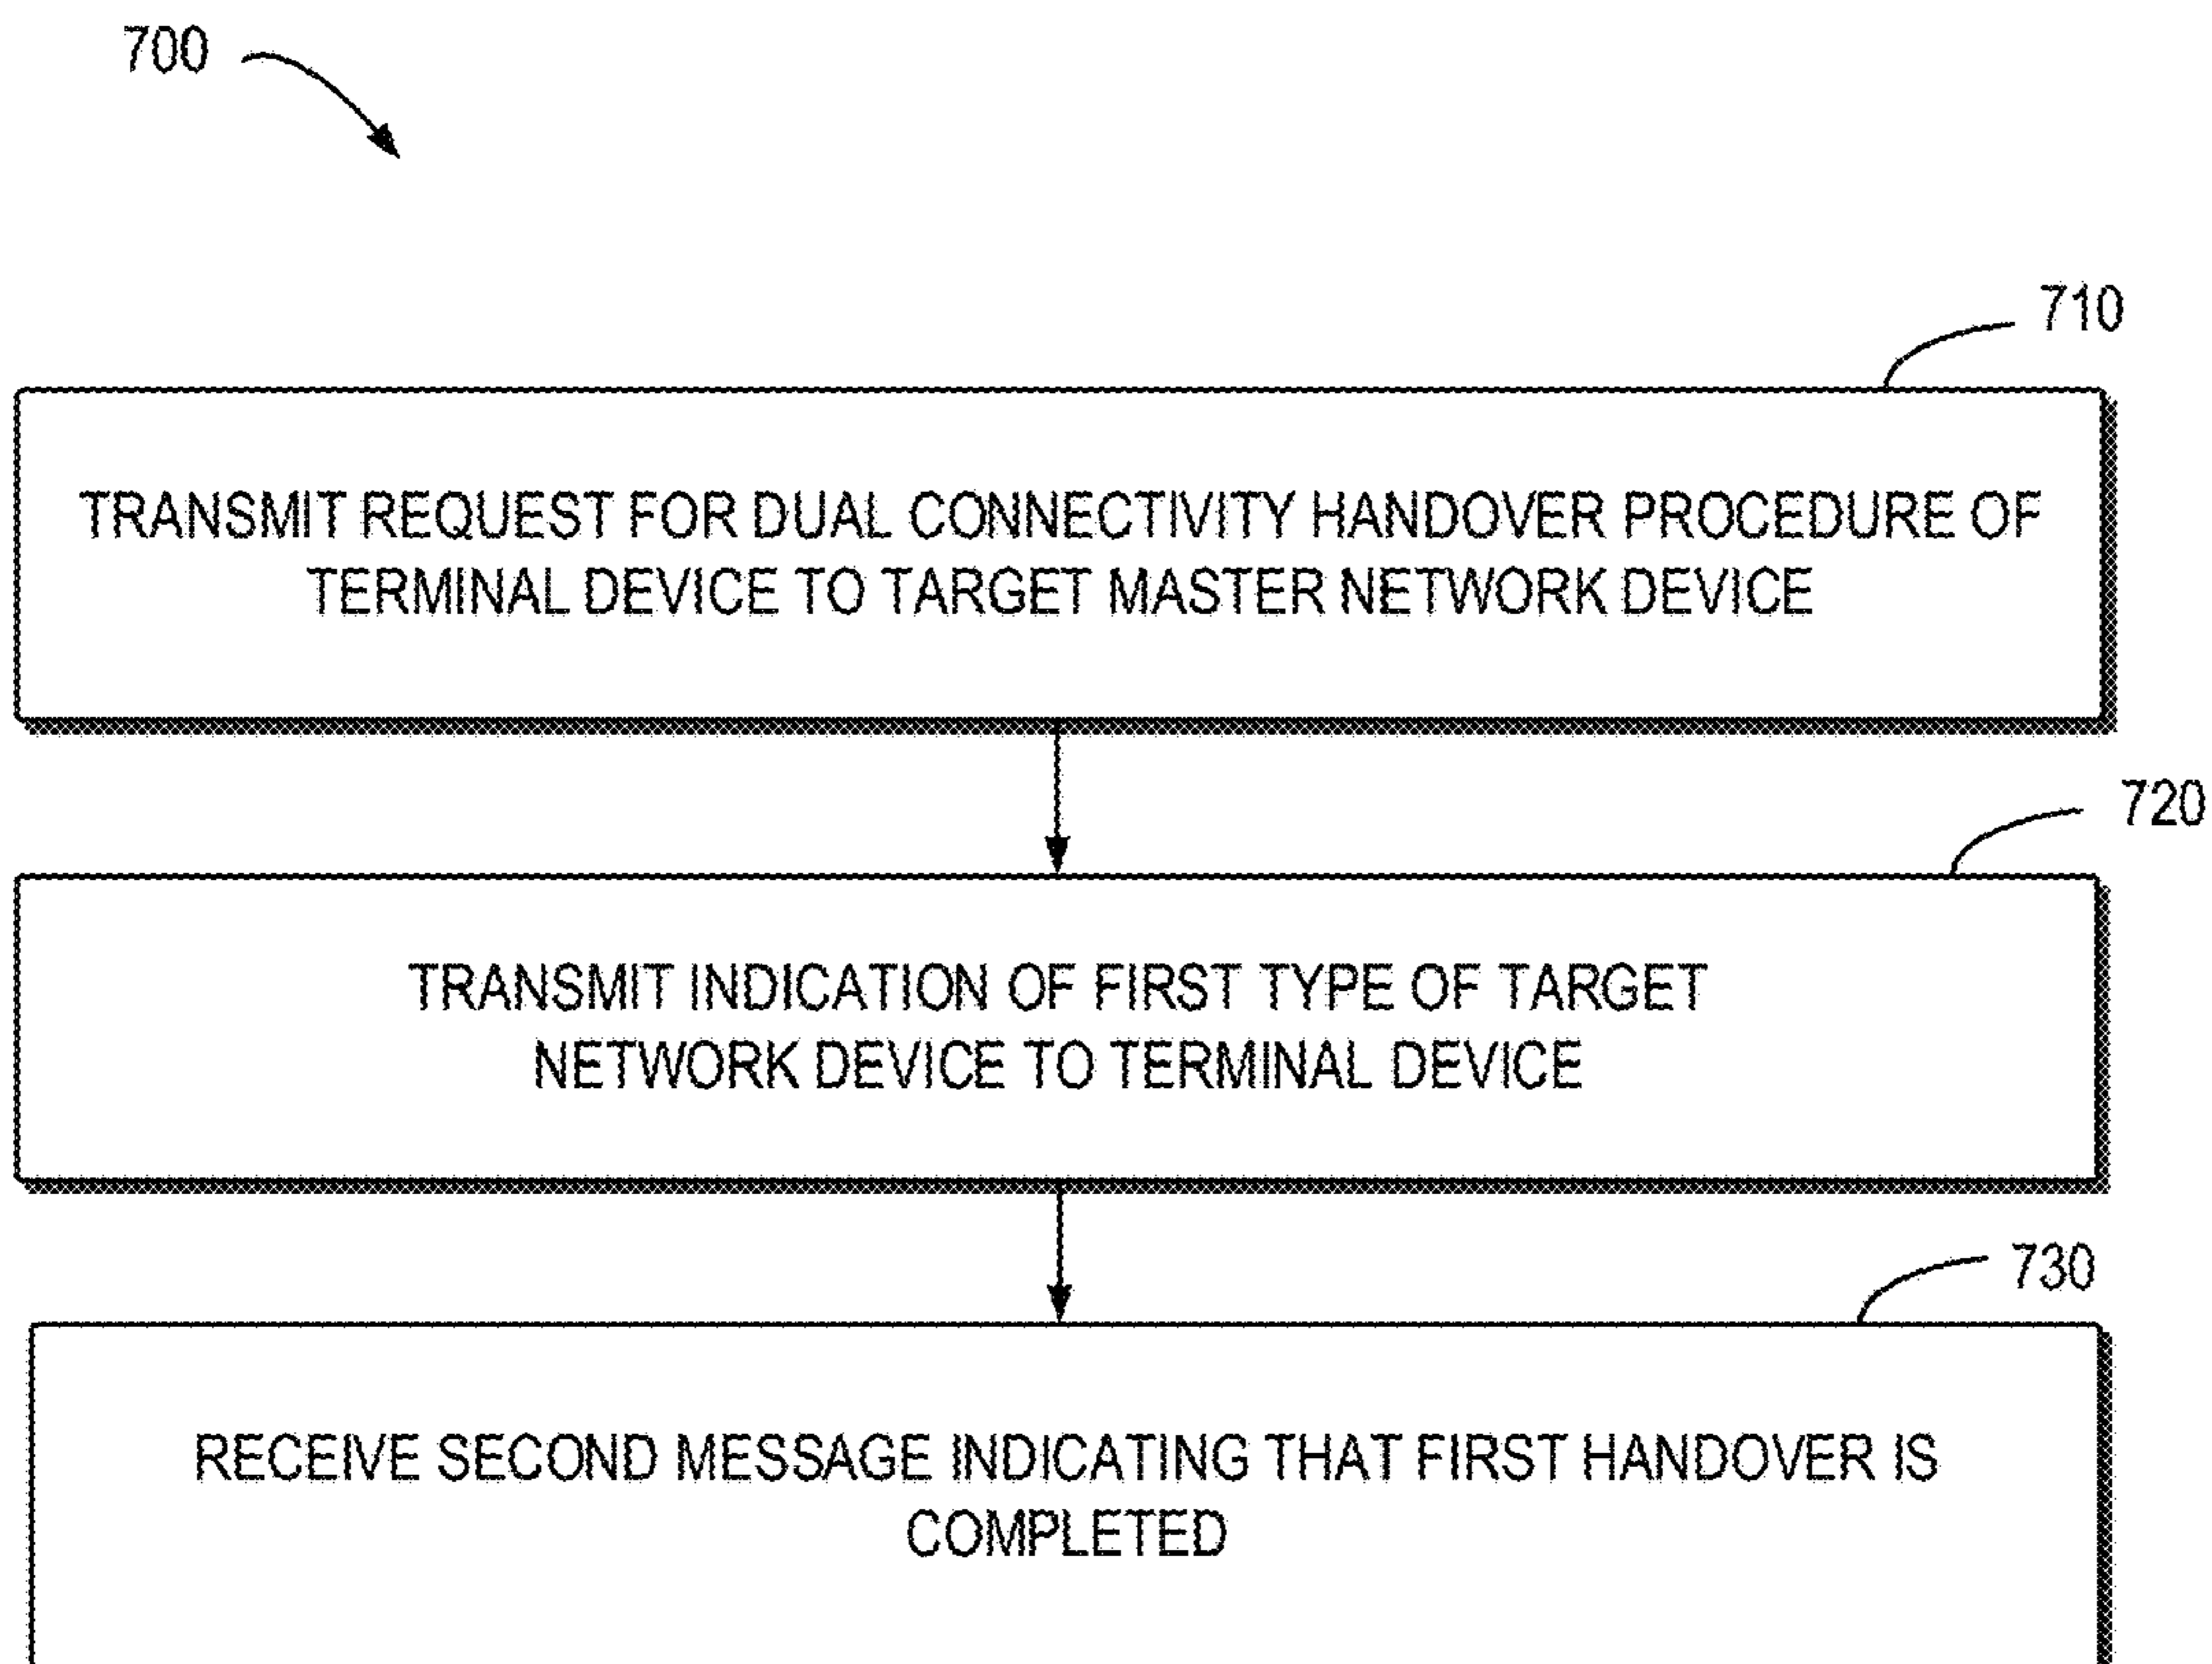 700
710
TRANSMIT REQUEST FOR DUAL CONNECTIVITY HANDOVER PROCEDURE OF
TERMINAL DEVICE TO TARGET MASTER NETWORK DEVICE
720
TRANSMIT INDICATION OF FIRST TYPE OF TARGET
NETWORK DEVICE TO TERMINAL DEVICE
730
RECEIVE SECOND MESSAGE INDICATING THAT FIRST HANDOVER IS
COMPLETED